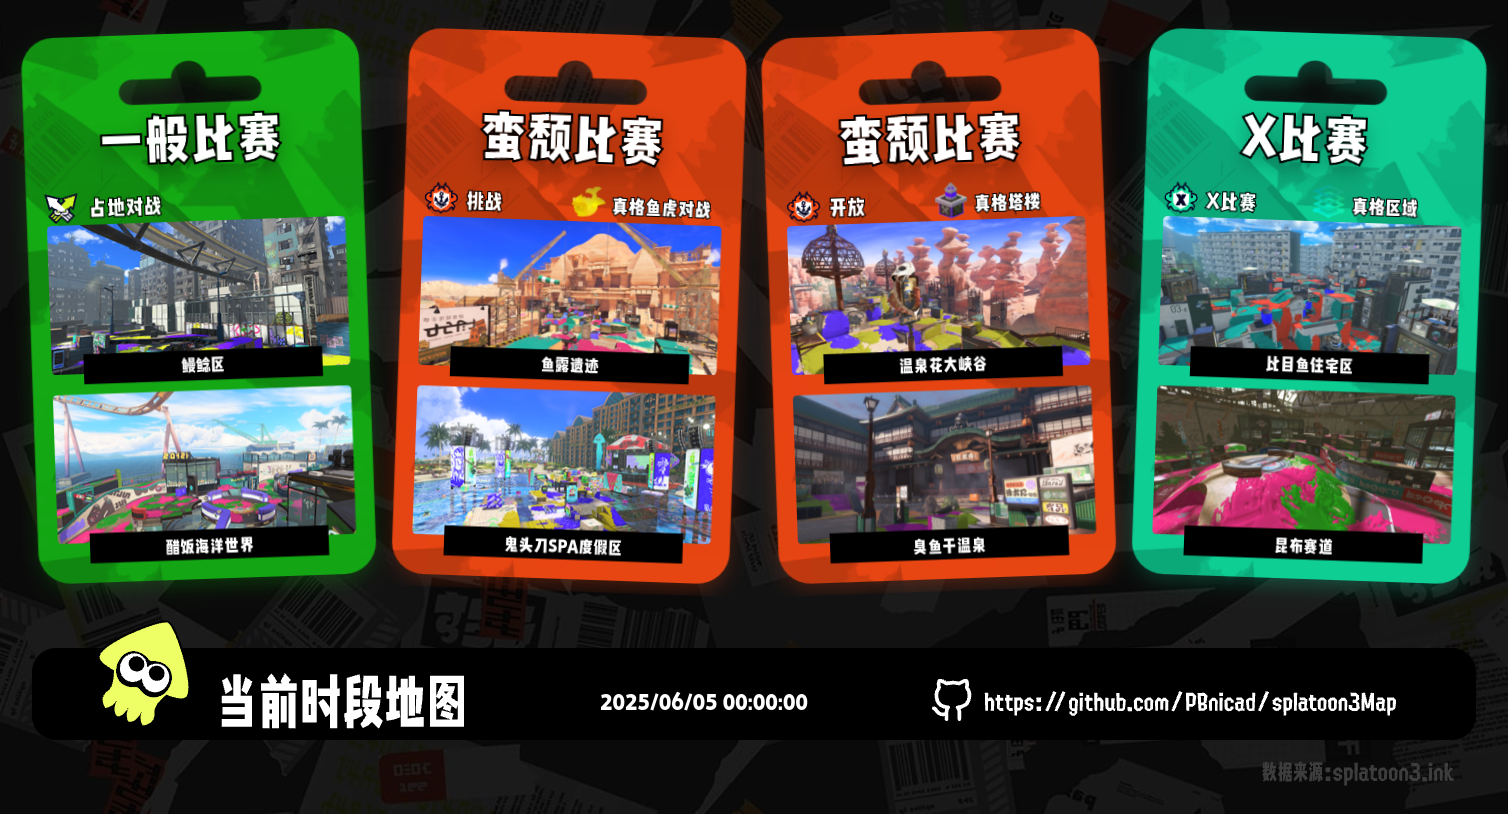 一般比赛
占地对战
鳗鲶区
醋饭海洋世界
蛮颓比赛
挑战
真格鱼虎对战
鱼露遗迹
鬼头刀SPA度假区
蛮颓比赛
开放
真格塔楼
温泉花大峡谷
臭鱼干温泉
X比赛
X比赛
真格区域
比目鱼住宅区
昆布赛道
当前时段地图
2025/06/05 00:00:00
https://github.com/PBnicad/splatoon3Map
数据来源:splatoon3.ink